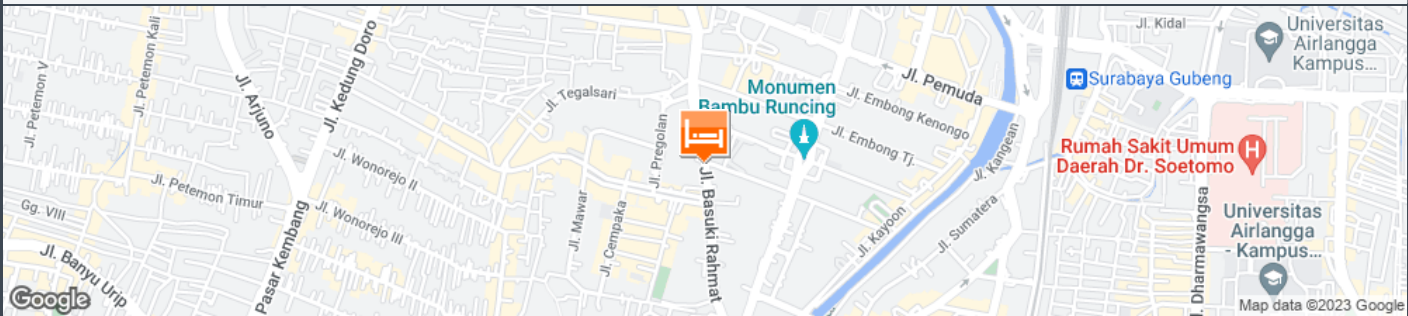 Jl. Petemon V
Jl. Petemon Kali
Jl. Arjuno
Jl. Kedung Doro
Jl. Tegalsari
Jl. Pregolan
Monumen
Bambu Runcing
Jl. Pemuda
Jl. Embong Kenongo
Jl. Embong Tj.
Jl. Kidal
Universitas
Airlangga
Kampus...
Surabaya Gubeng
Rumah Sakit Umum
Daerah Dr. Soetomo
Jl. Kangean
Jl. Wonorejo II
Jl. Petemon Timur
Jl. Wonorejo III
Gg. VIII
Jl. Banyu Urip
Pasar Kembang
Jl. Mawar
Jl. Cempaka
Jl. Basuki Rahmat
Jl. Kayoon
Jl. Sumatera
Jl. Dharmawangsa
Universitas
Airlangga
- Kampus...
Google
Map data ©2023 Google